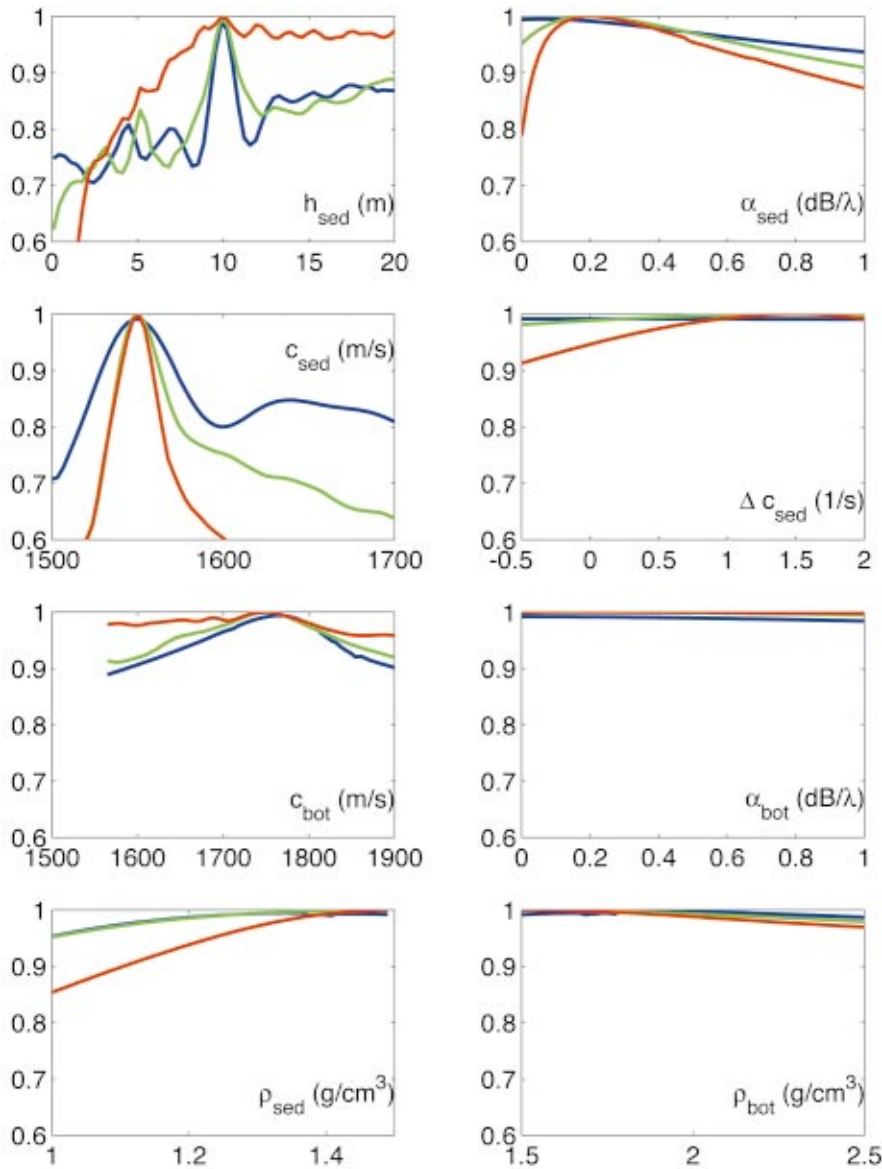 1
0.9
0.8
0.7
0.6
h_sed (m)
0 5 10 15 20
1
0.9
0.8
0.7
0.6
α_sed (dB/λ)
0 0.2 0.4 0.6 0.8 1
1
0.9
0.8
0.7
0.6
c_sed (m/s)
1500 1600 1700
1
0.9
0.8
0.7
0.6
Δ c_sed (1/s)
-0.5 0 0.5 1 1.5 2
1
0.9
0.8
0.7
0.6
c_bot (m/s)
1500 1600 1700 1800 1900
1
0.9
0.8
0.7
0.6
α_bot (dB/λ)
0 0.2 0.4 0.6 0.8 1
1
0.9
0.8
0.7
0.6
ρ_sed (g/cm³)
1 1.2 1.4
1
0.9
0.8
0.7
0.6
ρ_bot (g/cm³)
1.5 2 2.5